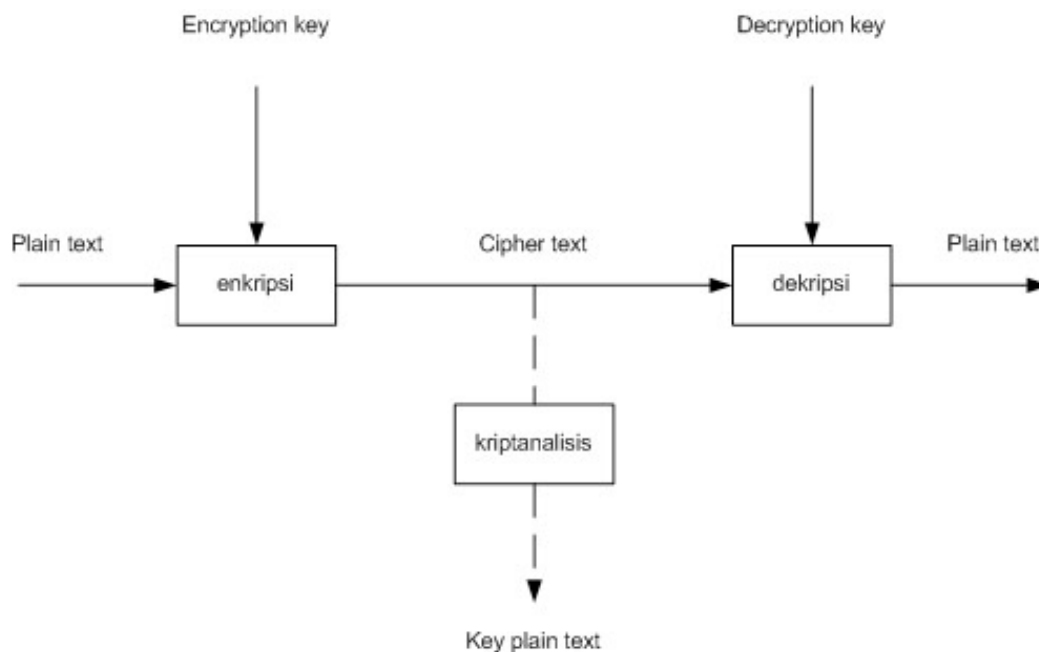 Encryption key
Decryption key
Plain text
Cipher text
Plain text
enkripsi
dekripsi
kriptanalisis
Key plain text